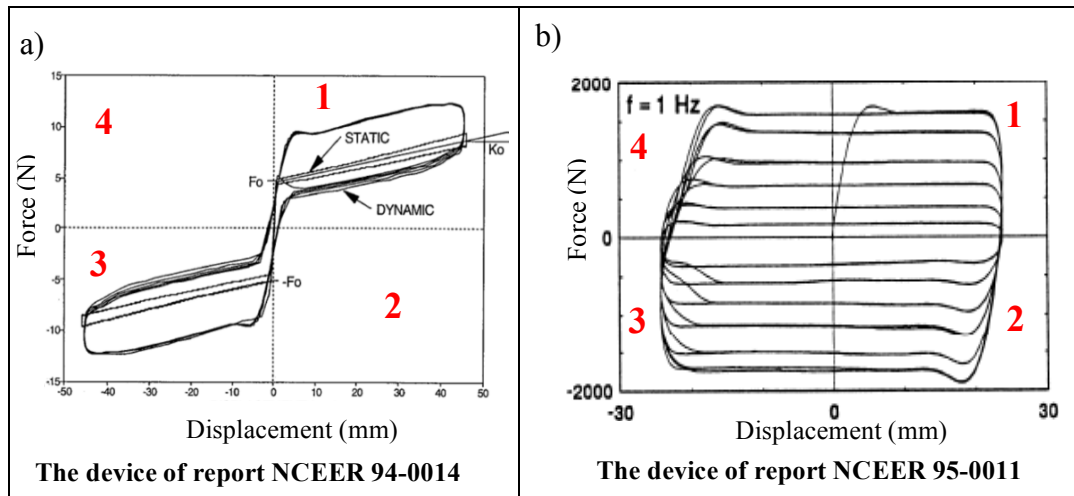 a)
15
10
5
0
-5
-10
-15
-50
-40
-30
-20
-10
0
10
20
30
40
50
Force (N)
Displacement (mm)
1
2
3
4
STATIC
DYNAMIC
Fo
-Fo
Ko
The device of report NCEER 94-0014
b)
2000
0
-2000
-30
0
30
f = 1 Hz
Force (N)
Displacement (mm)
1
2
3
4
The device of report NCEER 95-0011